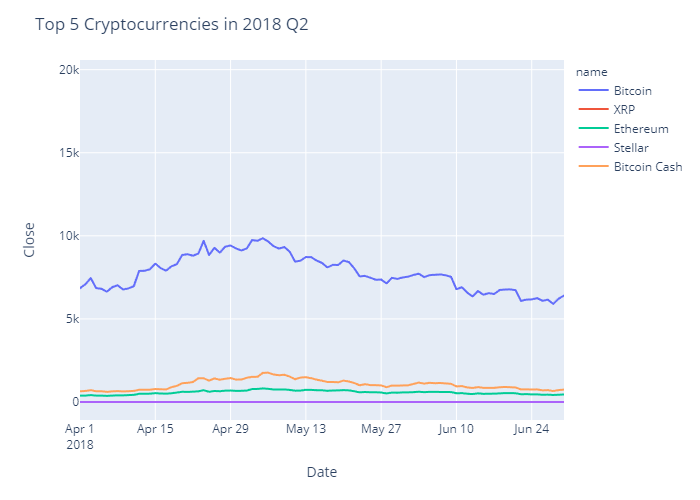 Top 5 Cryptocurrencies in 2018 Q2
20k
15k
10k
5k
0
Close
Apr 1
2018
Apr 15
Apr 29
May 13
May 27
Jun 10
Jun 24
Date
name
Bitcoin
XRP
Ethereum
Stellar
Bitcoin Cash